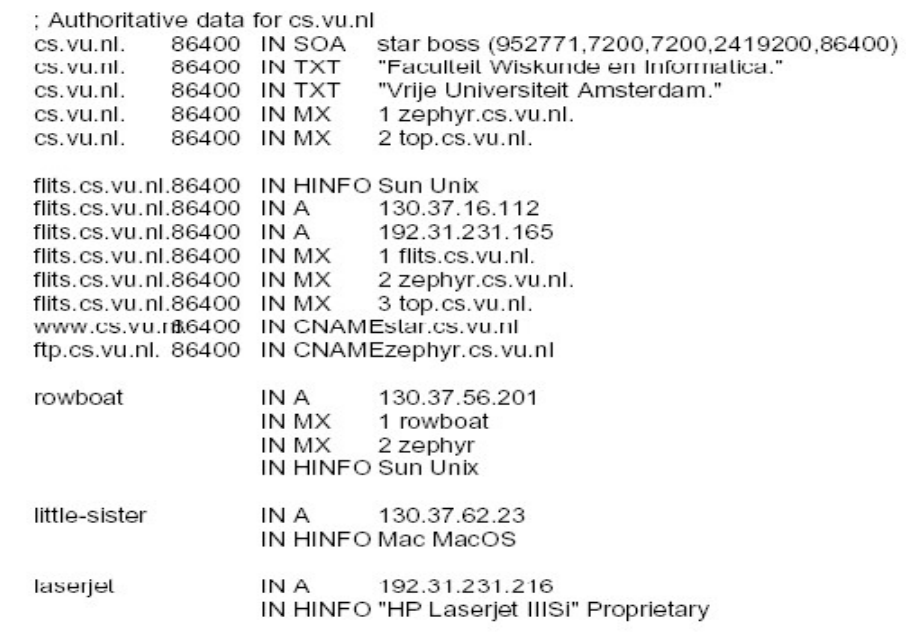 ; Authoritative data for cs.vu.nl
cs.vu.nl. 86400 IN SOA star boss (952771,7200,7200,2419200,86400)
cs.vu.nl. 86400 IN TXT "Faculteit Wiskunde en Informatica."
cs.vu.nl. 86400 IN TXT "Vrije Universiteit Amsterdam."
cs.vu.nl. 86400 IN MX 1 zephyr.cs.vu.nl.
cs.vu.nl. 86400 IN MX 2 top.cs.vu.nl.
flits.cs.vu.nl.86400 IN HINFO Sun Unix
flits.cs.vu.nl.86400 IN A 130.37.16.112
flits.cs.vu.nl.86400 IN A 192.31.231.165
flits.cs.vu.nl.86400 IN MX 1 flits.cs.vu.nl.
flits.cs.vu.nl.86400 IN MX 2 zephyr.cs.vu.nl.
flits.cs.vu.nl.86400 IN MX 3 top.cs.vu.nl.
www.cs.vu.nl.86400 IN CNAMEstar.cs.vu.nl
ftp.cs.vu.nl. 86400 IN CNAMEzephyr.cs.vu.nl
rowboat IN A 130.37.56.201
IN MX 1 rowboat
IN MX 2 zephyr
IN HINFO Sun Unix
little-sister IN A 130.37.62.23
IN HINFO Mac MacOS
laserjet IN A 192.31.231.216
IN HINFO "HP Laserjet IIISi" Proprietary